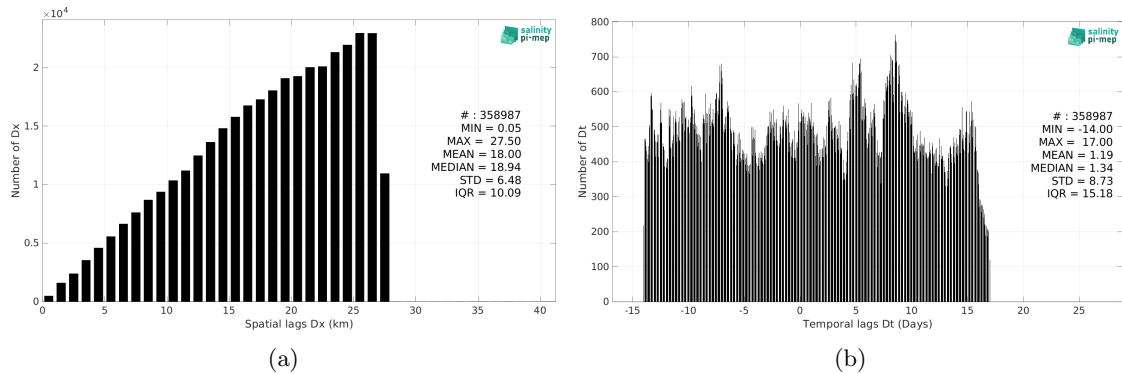 ×10⁴
2
1.5
1
0.5
0
Number of Dx
0 5 10 15 20 25 30 35 40
Spatial lags Dx (km)
salinity
pi-mep
# : 358987
MIN = 0.05
MAX = 27.50
MEAN = 18.00
MEDIAN = 18.94
STD = 6.48
IQR = 10.09
(a)
800
700
600
500
400
300
200
100
0
Number of Dt
-15 -10 -5 0 5 10 15 20 25
Temporal lags Dt (Days)
salinity
pi-mep
# : 358987
MIN = -14.00
MAX = 17.00
MEAN = 1.19
MEDIAN = 1.34
STD = 8.73
IQR = 15.18
(b)